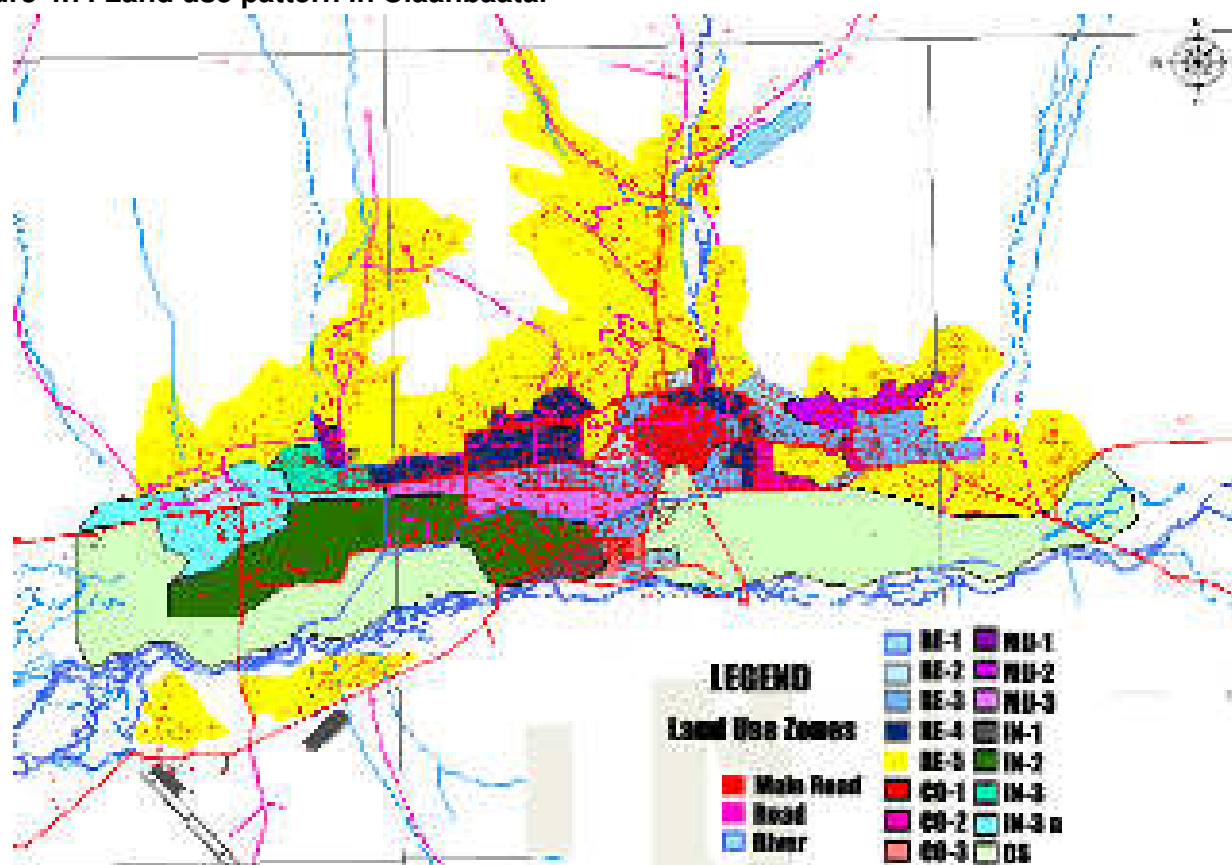 Land use pattern in Ulaanbaatar
RE-1 MU-1
RE-2 MU-2
LEGEND
RE-3 MU-3
Land Use Zones
RE-4 IN-1
RE-5 IN-2
Main Road
CO-1 IN-3
Road
CO-2 IN-3 a
River
CO-3 OS